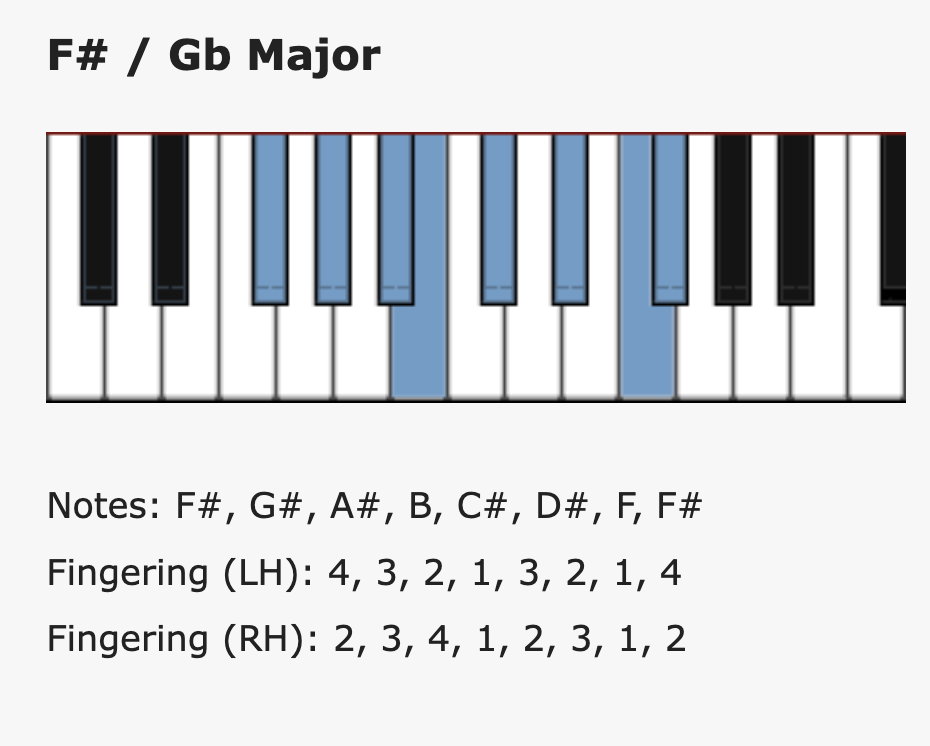 F# / Gb Major
Notes: F#, G#, A#, B, C#, D#, F, F#
Fingering (LH): 4, 3, 2, 1, 3, 2, 1, 4
Fingering (RH): 2, 3, 4, 1, 2, 3, 1, 2